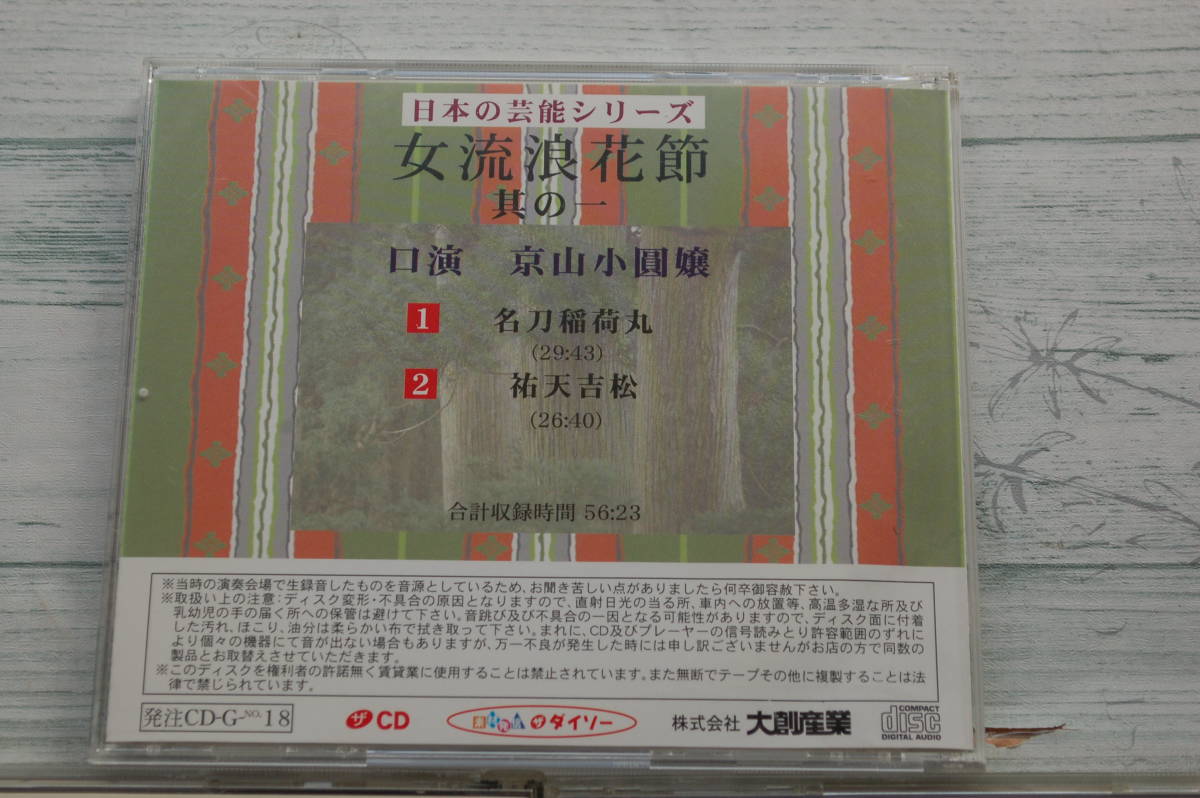 日本の芸能シリーズ
女流浪花節
其の一
口演 京山小圓嬢
1 名刀稲荷丸
(29:43)
2 祐天吉松
(26:40)
合計収録時間 56:23
※当時の演奏会場で生録音したものを音源としているため、お聞き苦しい点がありましたら何卒御容赦下さい。
※取扱い上の注意:ディスク変形・不具合の原因となりますので、直射日光の当る所、車内への放置等、高温多湿な所及び
乳幼児の手の届く所への保管は避けて下さい。音跳び及び不具合の一因となる可能性がありますので、ディスク面に付着
した汚れ、ほこり、油分は柔らかい布で拭き取って下さい。まれに、CD及びプレーヤーの信号読みとり許容範囲のずれに
より個々の機器にて音が出ない場合もありますが、万一不良が発生した時には申し訳ございませんがお店の方で同数の
製品とお取替えさせていただきます。
※このディスクを権利者の許諾無く賃貸業に使用することは禁止されています。また無断でテープその他に複製することは法
律で禁じられています。
発注CD-G-NO.18
ザCD
ザダイソー
株式会社 大創産業
COMPACT
disc
DIGITAL AUDIO